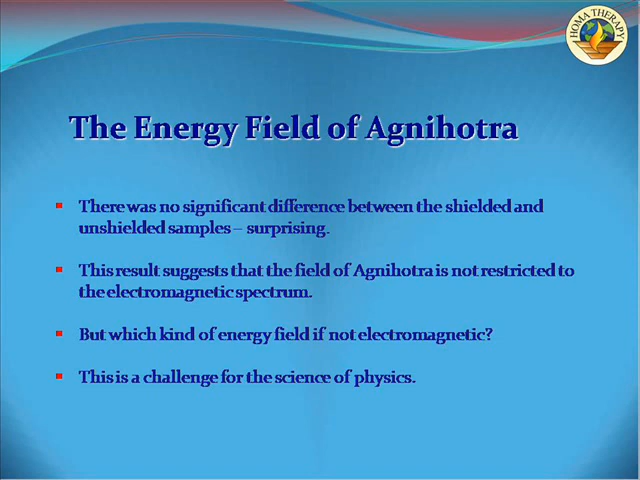 HOMA THERAPY
The Energy Field of Agnihotra
There was no significant difference between the shielded and
unshielded samples – surprising.
This result suggests that the field of Agnihotra is not restricted to
the electromagnetic spectrum.
But which kind of energy field if not electromagnetic?
This is a challenge for the science of physics.